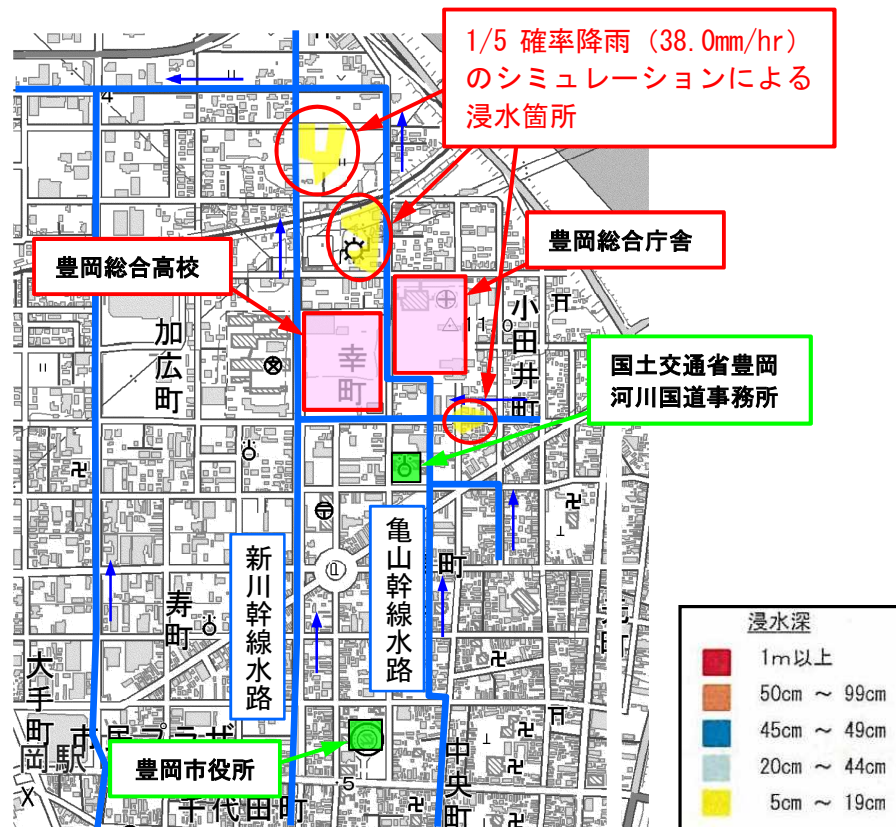 1/5 確率降雨（38.0mm/hr）
のシミュレーションによる
浸水箇所
4
豊岡総合庁舎
豊岡総合高校
小田井町
加広町
幸町
110
国土交通省豊岡
河川国道事務所
新川幹線水路
亀山幹線水路
町
寿町
大手町
浸水深
1m以上
50cm ～ 99cm
45cm ～ 49cm
20cm ～ 44cm
5cm ～ 19cm
岡駅
豊岡市役所
5
中央町
千代田町